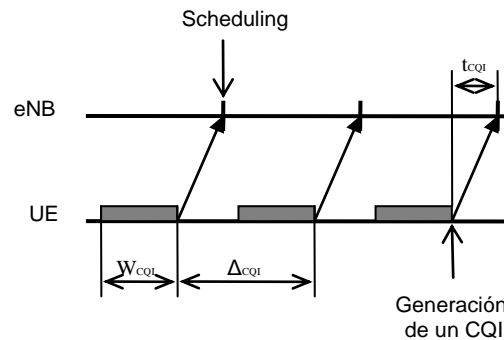 Scheduling
tCQI
eNB
UE
WCQI
ΔCQI
Generación
de un CQI